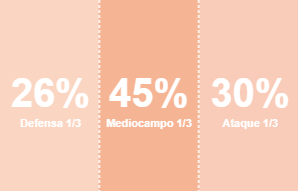 26% 45% 30%
Defensa 1/3 Mediocampo 1/3 Ataque 1/3